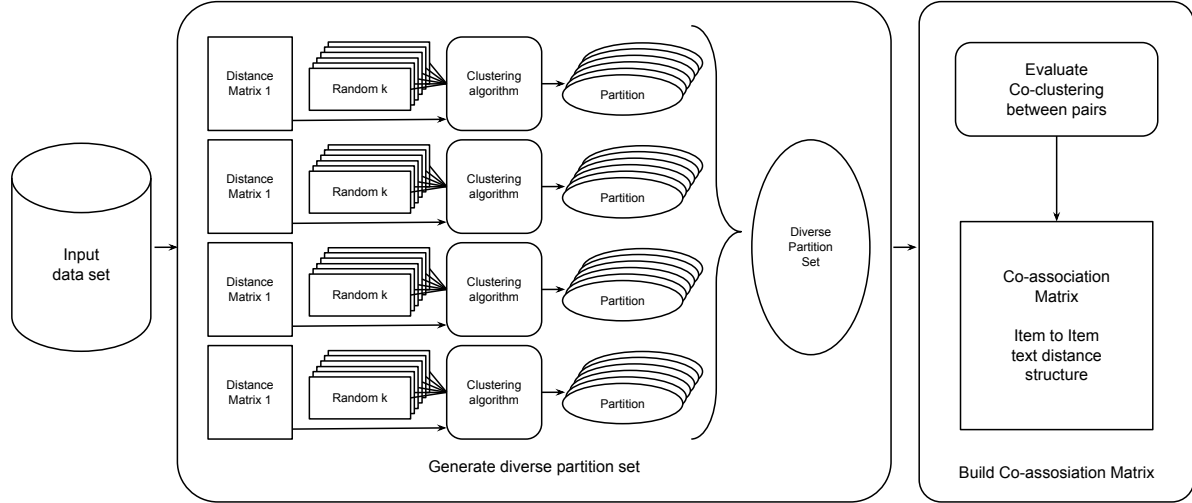 Input
data set
Distance
Matrix 1
Random k
Clustering
algorithm
Partition
Distance
Matrix 1
Random k
Clustering
algorithm
Partition
Distance
Matrix 1
Random k
Clustering
algorithm
Partition
Distance
Matrix 1
Random k
Clustering
algorithm
Partition
Diverse
Partition
Set
Generate diverse partition set
Evaluate
Co-clustering
between pairs
Co-association
Matrix
Item to Item
text distance
structure
Build Co-assosiation Matrix